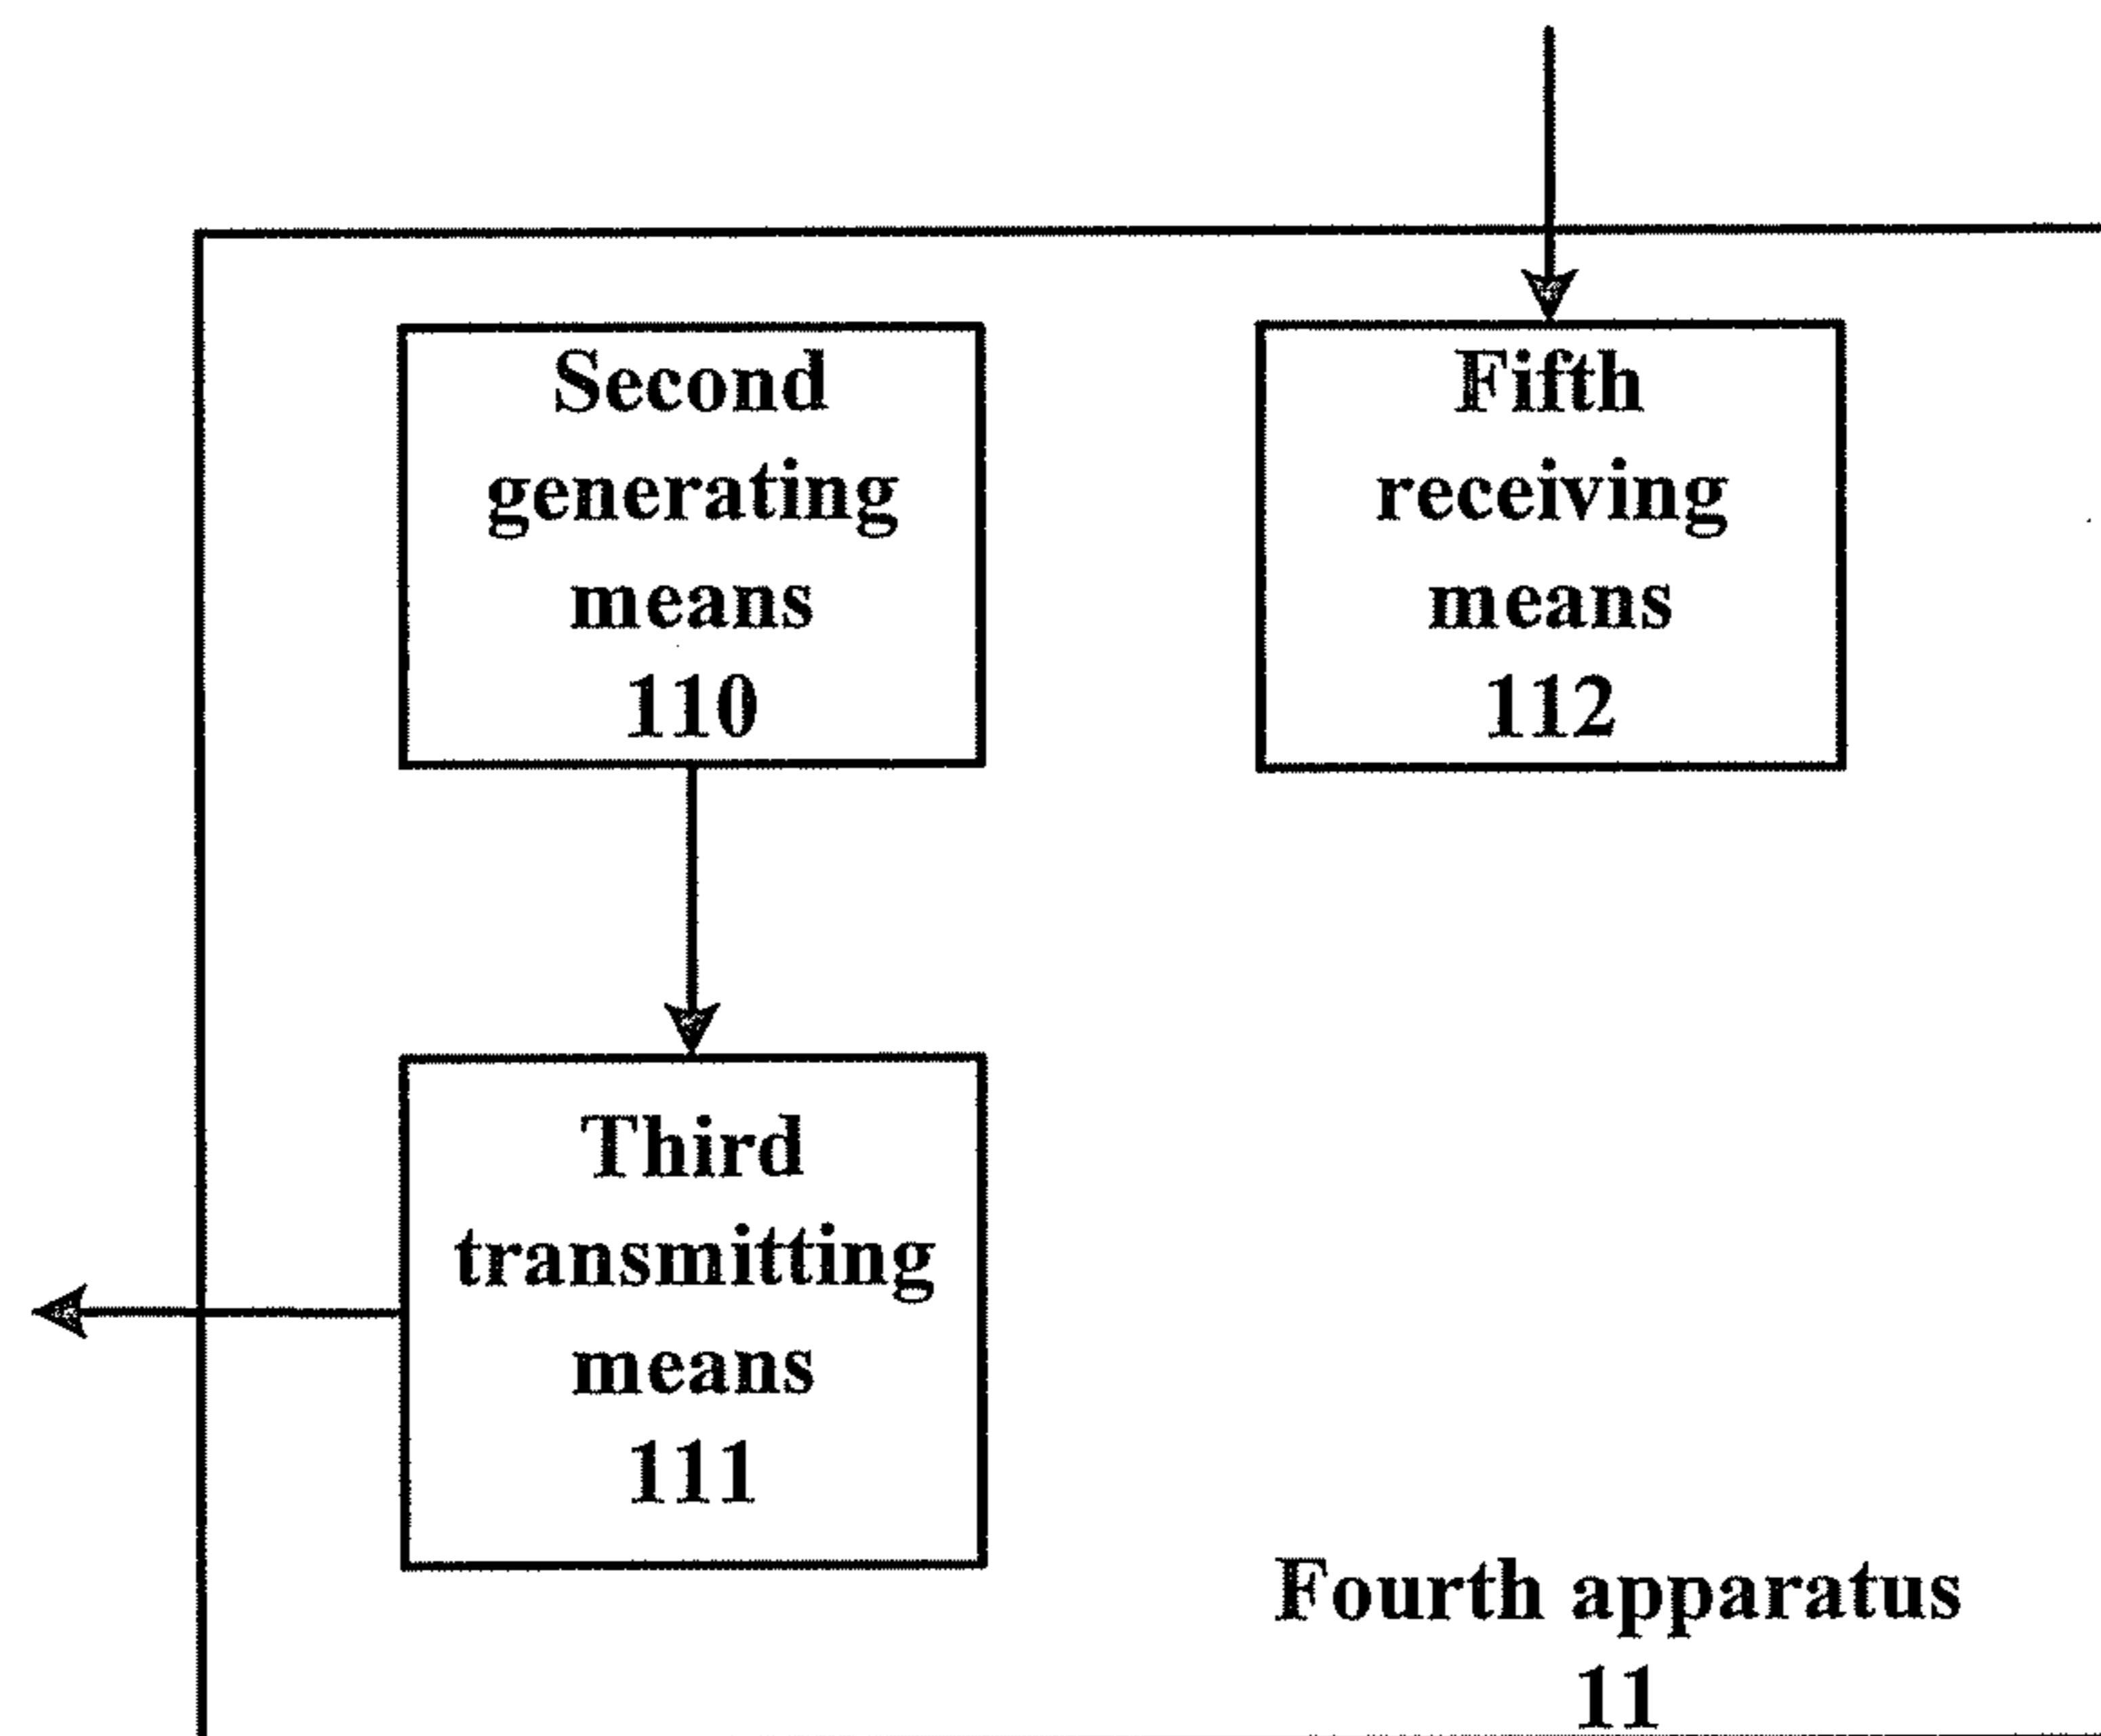 Second
generating
means
110
Fifth
receiving
means
112
Third
transmitting
means
111
Fourth apparatus
11